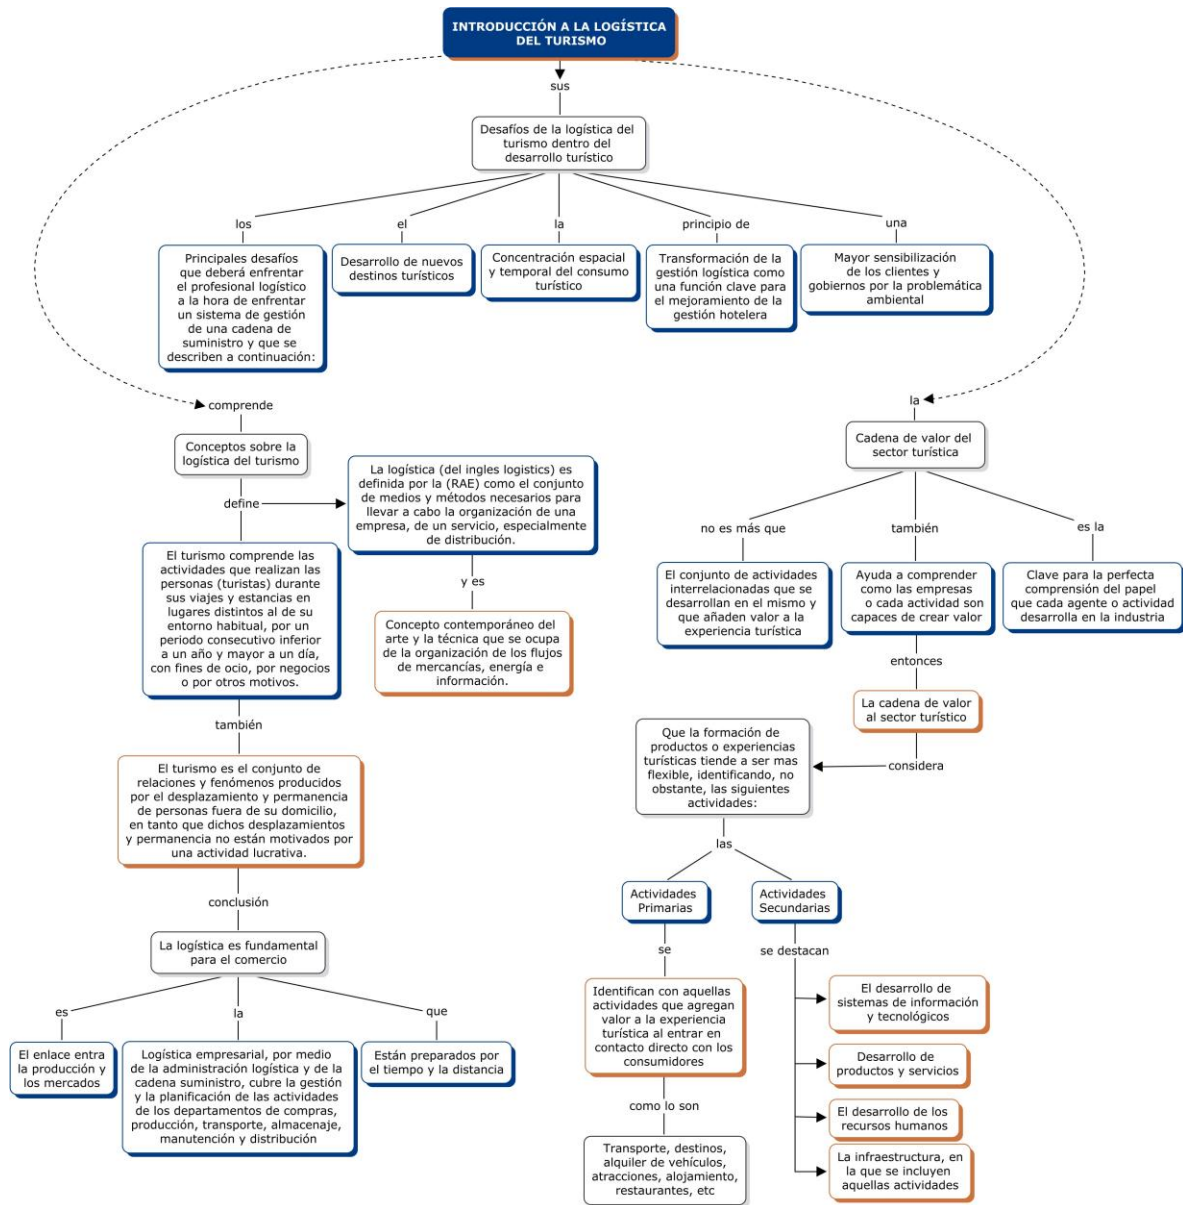 INTRODUCCIÓN A LA LOGÍSTICA
DEL TURISMO
sus
Desafíos de la logística del
turismo dentro del
desarrollo turístico
los
Principales desafíos
que deberá enfrentar
el profesional logístico
a la hora de enfrentar
un sistema de gestión
de una cadena de
suministro y que se
describen a continuación:
el
Desarrollo de nuevos
destinos turísticos
la
Concentración espacial
y temporal del consumo
turístico
principio de
Transformación de la
gestión logística como
una función clave para
el mejoramiento de la
gestión hotelera
una
Mayor sensibilización
de los clientes y
gobiernos por la problemática
ambiental
comprende
Conceptos sobre la
logística del turismo
define
La logística (del ingles logistics) es
definida por la (RAE) como el conjunto
de medios y métodos necesarios para
llevar a cabo la organización de una
empresa, de un servicio, especialmente
de distribución.
y es
Concepto contemporáneo del
arte y la técnica que se ocupa
de la organización de los flujos
de mercancías, energía e
información.
El turismo comprende las
actividades que realizan las
personas (turistas) durante
sus viajes y estancias en
lugares distintos al de su
entorno habitual, por un
periodo consecutivo inferior
a un año y mayor a un día,
con fines de ocio, por negocios
o por otros motivos.
también
El turismo es el conjunto de
relaciones y fenómenos producidos
por el desplazamiento y permanencia
de personas fuera de su domicilio,
en tanto que dichos desplazamientos
y permanencia no están motivados por
una actividad lucrativa.
conclusión
La logística es fundamental
para el comercio
es
El enlace entra
la producción y
los mercados
la
Logística empresarial, por medio
de la administración logística y de la
cadena suministro, cubre la gestión
y la planificación de las actividades
de los departamentos de compras,
producción, transporte, almacenaje,
manutención y distribución
que
Están preparados por
el tiempo y la distancia
la
Cadena de valor del
sector turística
no es más que
El conjunto de actividades
interrelacionadas que se
desarrollan en el mismo y
que añaden valor a la
experiencia turística
también
Ayuda a comprender
como las empresas
o cada actividad son
capaces de crear valor
es la
Clave para la perfecta
comprensión del papel
que cada agente o actividad
desarrolla en la industria
entonces
La cadena de valor
al sector turístico
considera
Que la formación de
productos o experiencias
turísticas tiende a ser mas
flexible, identificando, no
obstante, las siguientes
actividades:
las
Actividades
Primarias
se
Identifican con aquellas
actividades que agregan
valor a la experiencia
turística al entrar en
contacto directo con los
consumidores
como lo son
Transporte, destinos,
alquiler de vehículos,
atracciones, alojamiento,
restaurantes, etc
Actividades
Secundarias
se destacan
El desarrollo de
sistemas de información
y tecnológicos
Desarrollo de
productos y servicios
El desarrollo de los
recursos humanos
La infraestructura, en
la que se incluyen
aquellas actividades